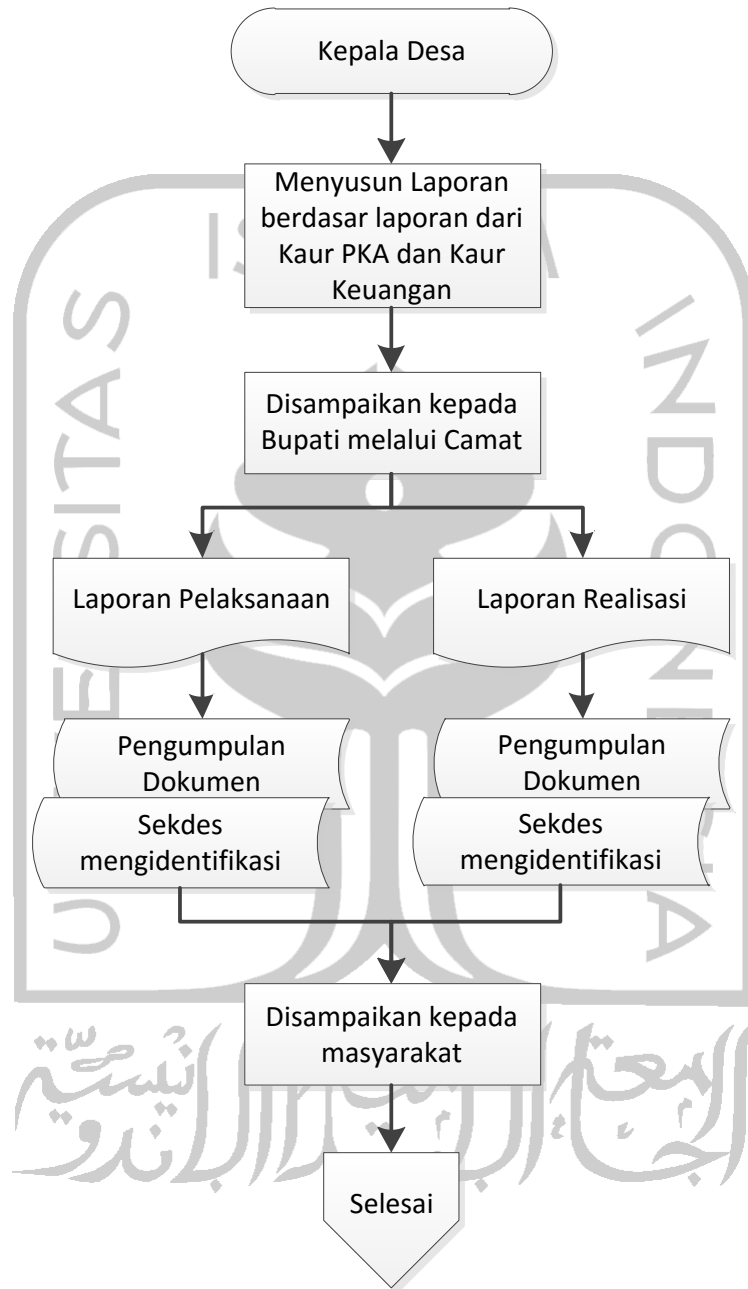 Kepala Desa
Menyusun Laporan
berdasar laporan dari
Kaur PKA dan Kaur
Keuangan
Disampaikan kepada
Bupati melalui Camat
Laporan Pelaksanaan
Laporan Realisasi
Pengumpulan
Dokumen
Sekdes
mengidentifikasi
Pengumpulan
Dokumen
Sekdes
mengidentifikasi
Disampaikan kepada
masyarakat
Selesai